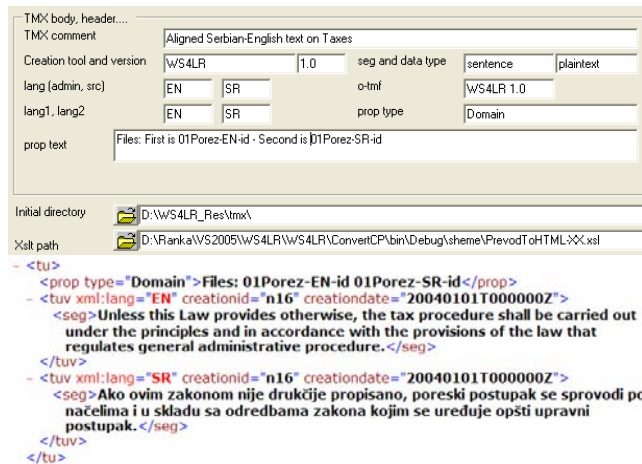 TMX body, header....
TMX comment Aligned Serbian-English text on Taxes
Creation tool and version WS4LR 1.0 seg and data type sentence plaintext
lang (admin, src) EN SR o-tmf WS4LR 1.0
lang1, lang2 EN SR prop type Domain
prop text Files: First is 01Porez-EN-id - Second is 01Porez-SR-id
Initial directory D:\WS4LR_Res\tmx\
Xslt path D:\Ranka\VS2005\WS4LR\WS4LR\ConvertCP\bin\Debug\sheme\PrevodToHTML-XX.xsl
- <tu>
<prop type="Domain">Files: 01Porez-EN-id 01Porez-SR-id</prop>
- <tuv xml:lang="EN" creationid="n16" creationdate="20040101T000000Z">
<seg>Unless this Law provides otherwise, the tax procedure shall be carried out
under the principles and in accordance with the provisions of the law that
regulates general administrative procedure.</seg>
</tuv>
- <tuv xml:lang="SR" creationid="n16" creationdate="20040101T000000Z">
<seg>Ako ovim zakonom nije drukčije propisano, poreski postupak se sprovodi po
načelima i u skladu sa odredbama zakona kojim se uređuje opšti upravni
postupak.</seg>
</tuv>
</tu>